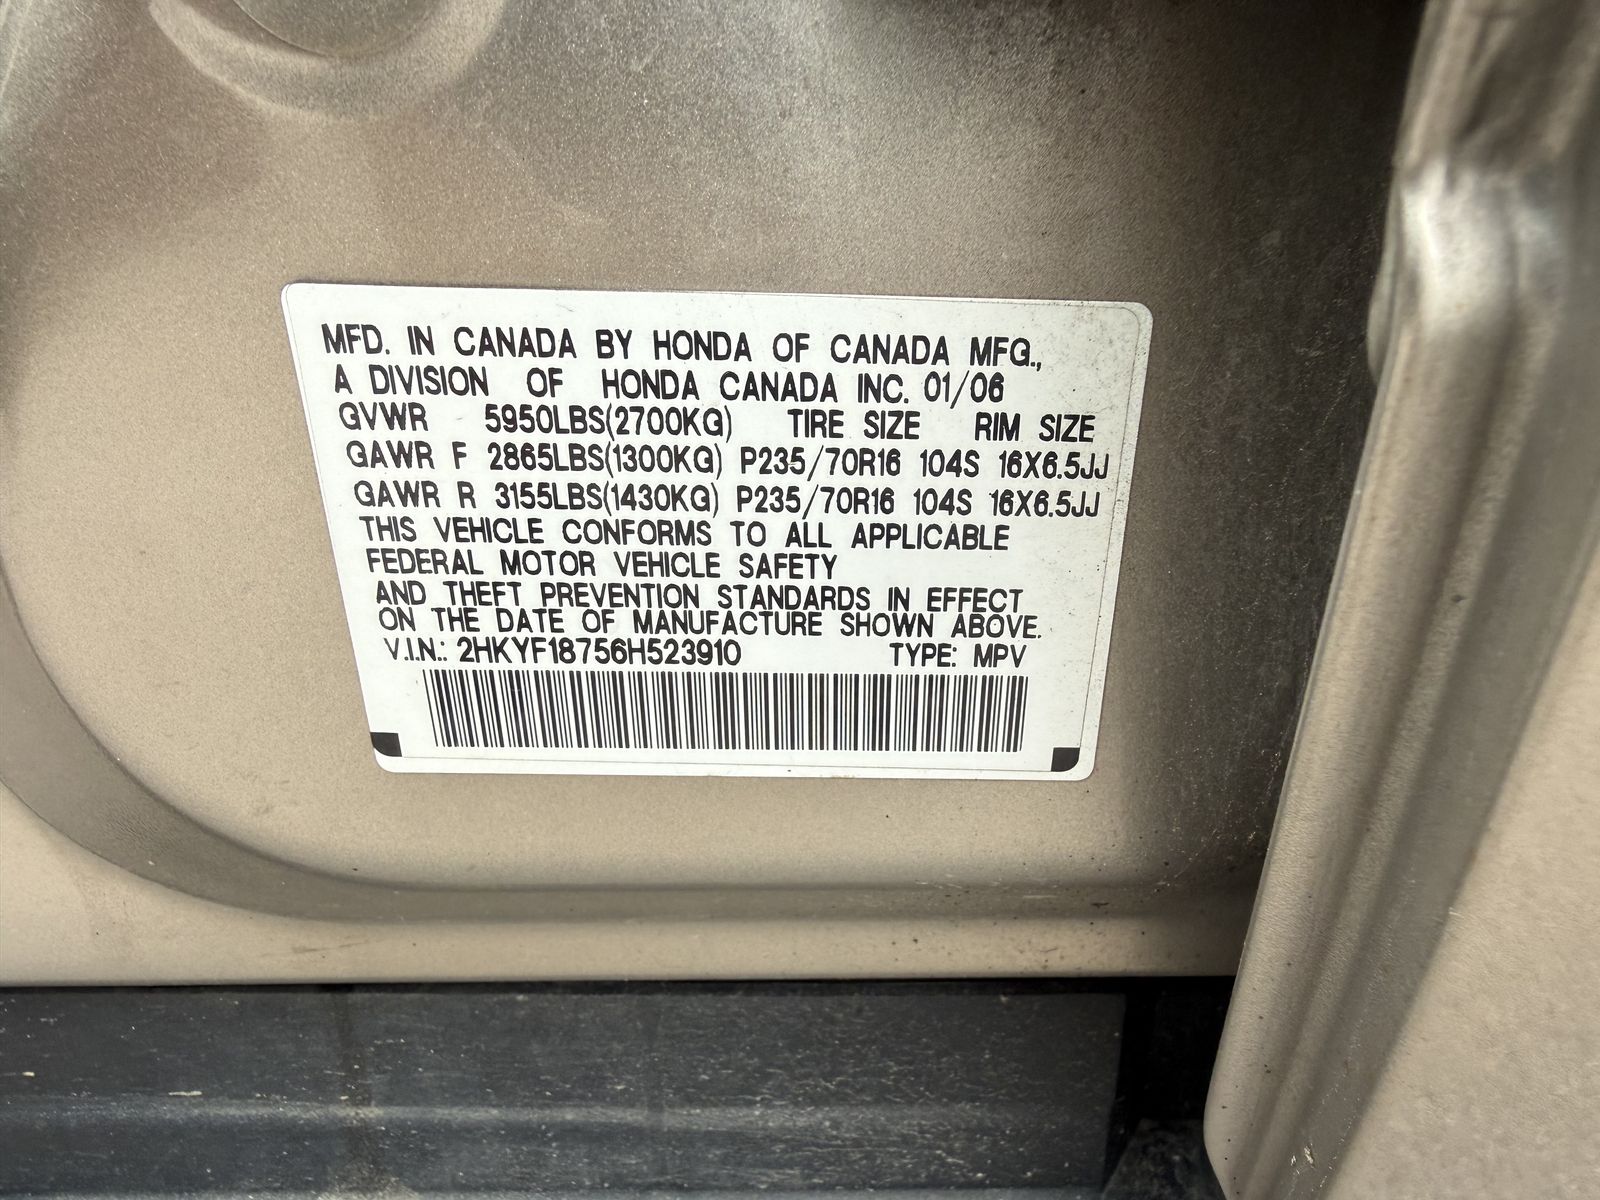 MFD. IN CANADA BY HONDA OF CANADA MFG.,
A DIVISION OF HONDA CANADA INC. 01/06
GVWR 5950LBS(2700KG) TIRE SIZE RIM SIZE
GAWR F 2865LBS(1300KG) P235/70R16 104S 16X6.5JJ
GAWR R 3155LBS(1430KG) P235/70R16 104S 16X6.5JJ
THIS VEHICLE CONFORMS TO ALL APPLICABLE
FEDERAL MOTOR VEHICLE SAFETY
AND THEFT PREVENTION STANDARDS IN EFFECT
ON THE DATE OF MANUFACTURE SHOWN ABOVE.
V.I.N.: 2HKYF18756H523910 TYPE: MPV